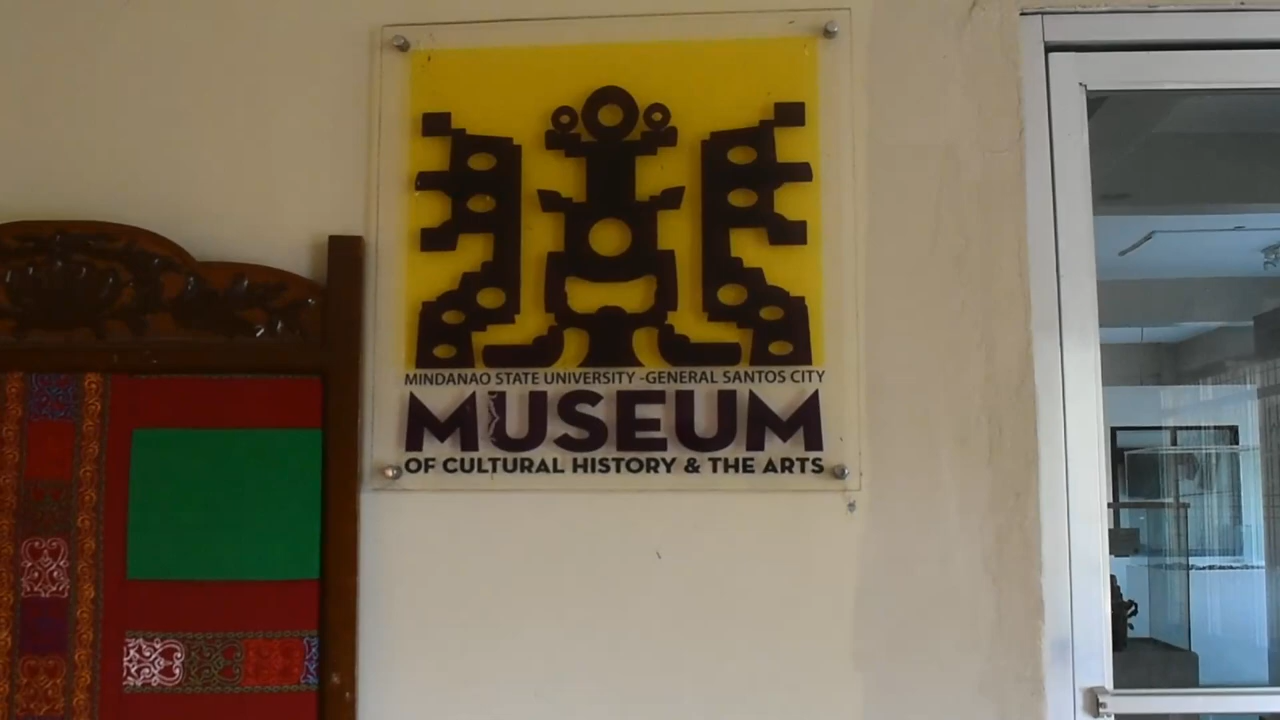 MINDANAO STATE UNIVERSITY -GENERAL SANTOS CITY
MUSEUM
OF CULTURAL HISTORY & THE ARTS